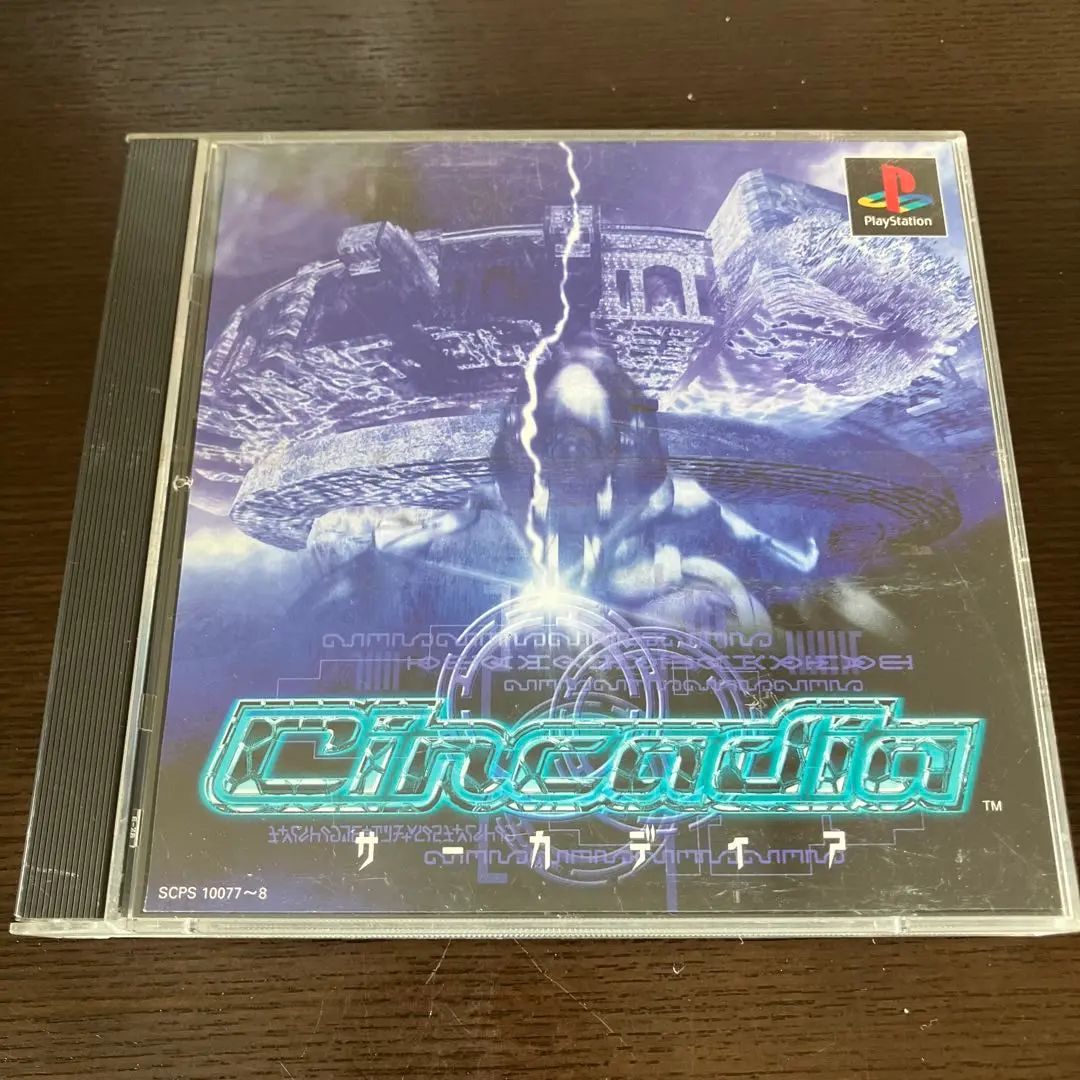 PlayStation
Circadia
TM
サーカディア
SCPS 10077～8